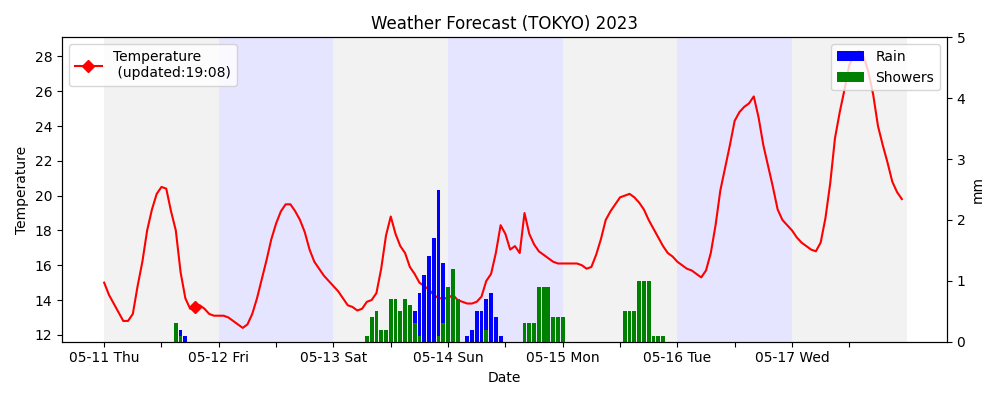 Weather Forecast (TOKYO) 2023
Temperature
(updated:19:08)
Rain
Showers
28
26
24
22
20
18
16
14
12
Temperature
5
4
3
2
1
0
mm
05-11 Thu
05-12 Fri
05-13 Sat
05-14 Sun
05-15 Mon
05-16 Tue
05-17 Wed
Date